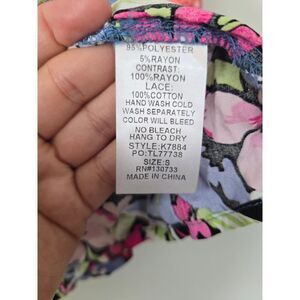 95%POLYESTER
5%RAYON
CONTRAST:
100%RAYON
LACE:
100%COTTON
HAND WASH COLD
WASH SEPARATELY
COLOR WILL BLEED
NO BLEACH
HANG TO DRY
STYLE:K7884
PO:TL77738
SIZE:S
RN#130733
MADE IN CHINA